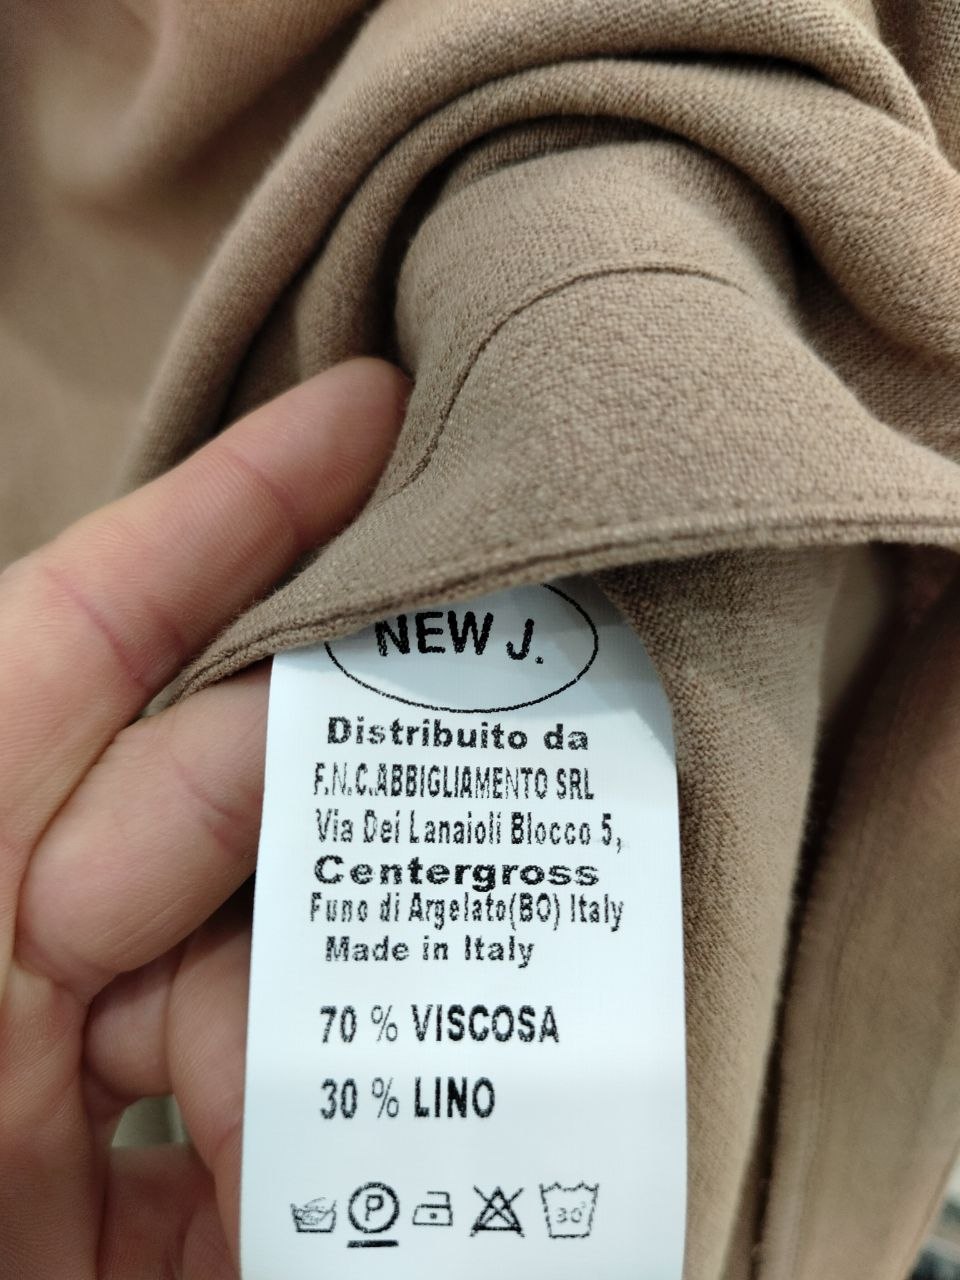 NEW J.
Distribuito da
F.N.C.ABBIGLIAMENTO SRL
Via Dei Lanaioli Blocco 5,
Centergross
Funo di Argelato(BO) Italy
Made in Italy
70 % VISCOSA
30 % LINO
P 30°